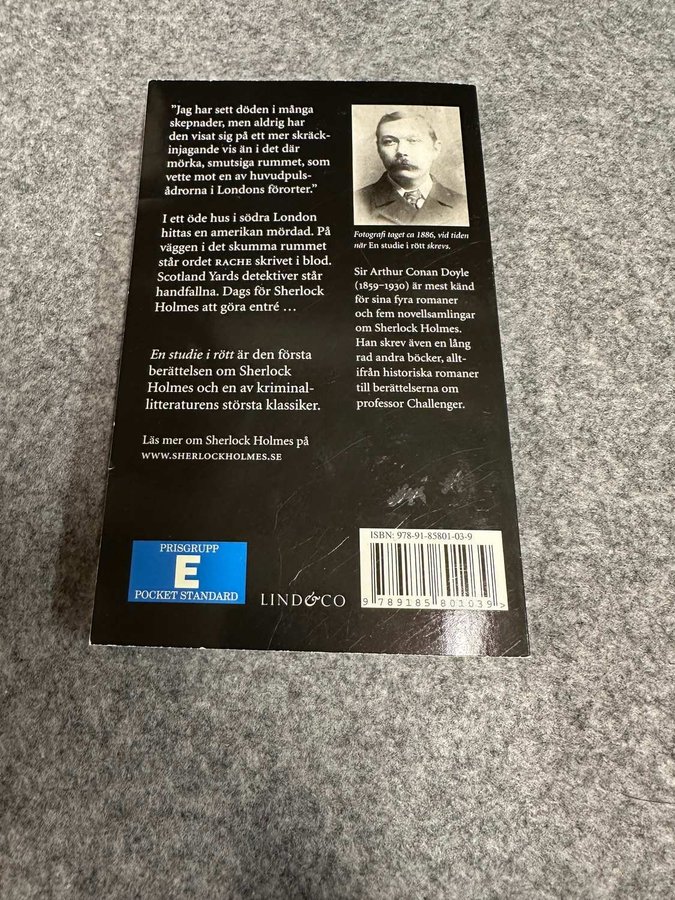 ”Jag har sett döden i många
skepnader, men aldrig har
den visat sig på ett mer skräck-
injagande vis än i det där
mörka, smutsiga rummet, som
vette mot en av huvudpuls-
ådrorna i Londons förorter.”
I ett öde hus i södra London
hittas en amerikan mördad. På
väggen i det skumma rummet
står ordet RACHE skrivet i blod.
Scotland Yards detektiver står
handfallna. Dags för Sherlock
Holmes att göra entré …
En studie i rött är den första
berättelsen om Sherlock
Holmes och en av kriminal-
litteraturens största klassiker.
Läs mer om Sherlock Holmes på
WWW.SHERLOCKHOLMES.SE
Fotografi taget ca 1886, vid tiden
när En studie i rött skrevs.
Sir Arthur Conan Doyle
(1859–1930) är mest känd
för sina fyra romaner
och fem novellsamlingar
om Sherlock Holmes.
Han skrev även en lång
rad andra böcker, allt-
ifrån historiska romaner
till berättelserna om
professor Challenger.
PRISGRUPP
E
POCKET STANDARD
LIND&CO
ISBN: 978-91-85801-03-9
9 789185 801039 >